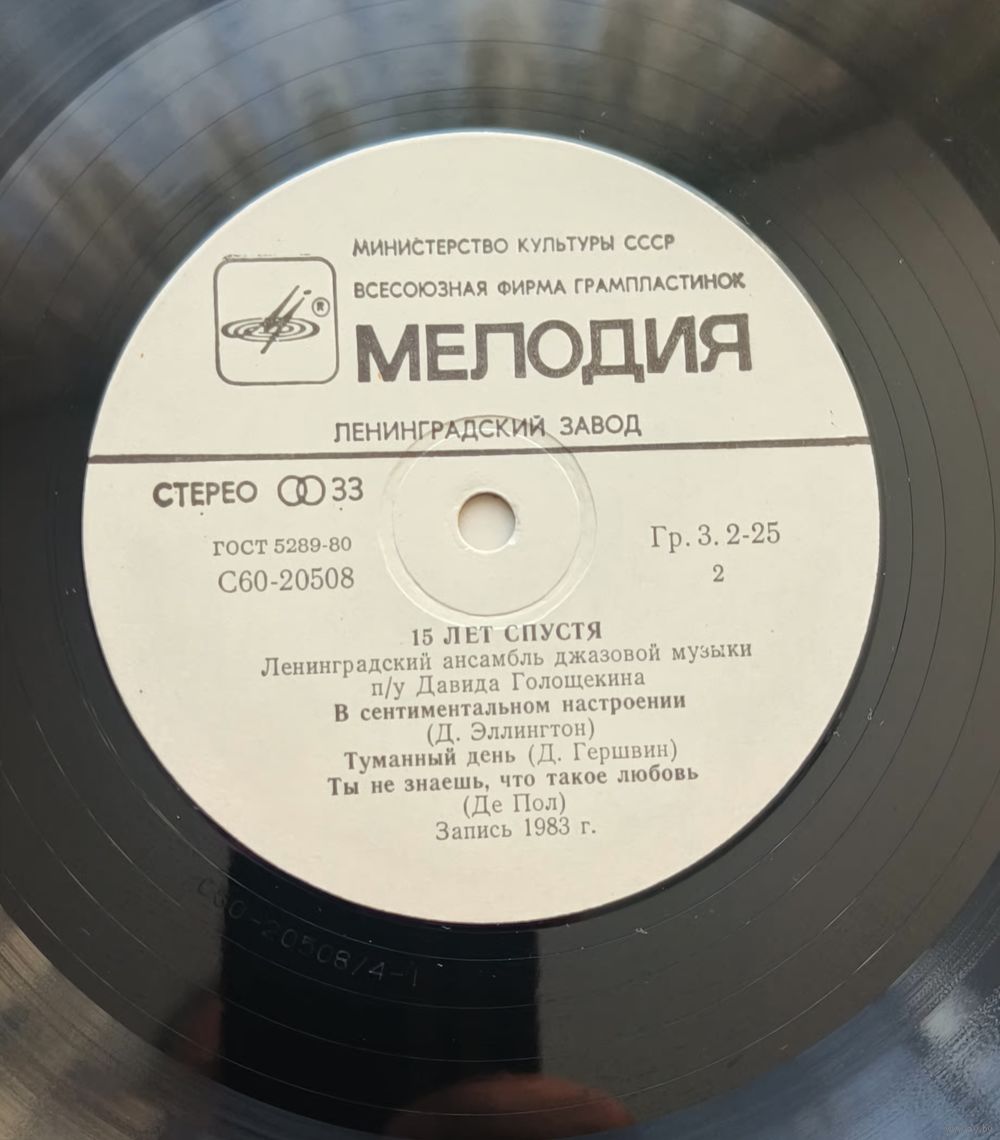 МИНИСТЕРСТВО КУЛЬТУРЫ СССР
ВСЕСОЮЗНАЯ ФИРМА ГРАМПЛАСТИНОК
®
МЕЛОДИЯ
ЛЕНИНГРАДСКИЙ ЗАВОД
СТЕРЕО 33
ГОСТ 5289-80
С60-20508
Гр. 3. 2-25
2
15 ЛЕТ СПУСТЯ
Ленинградский ансамбль джазовой музыки
п/у Давида Голощекина
В сентиментальном настроении
(Д. Эллингтон)
Туманный день (Д. Гершвин)
Ты не знаешь, что такое любовь
(Де Пол)
Запись 1983 г.
С60-20508/4-1